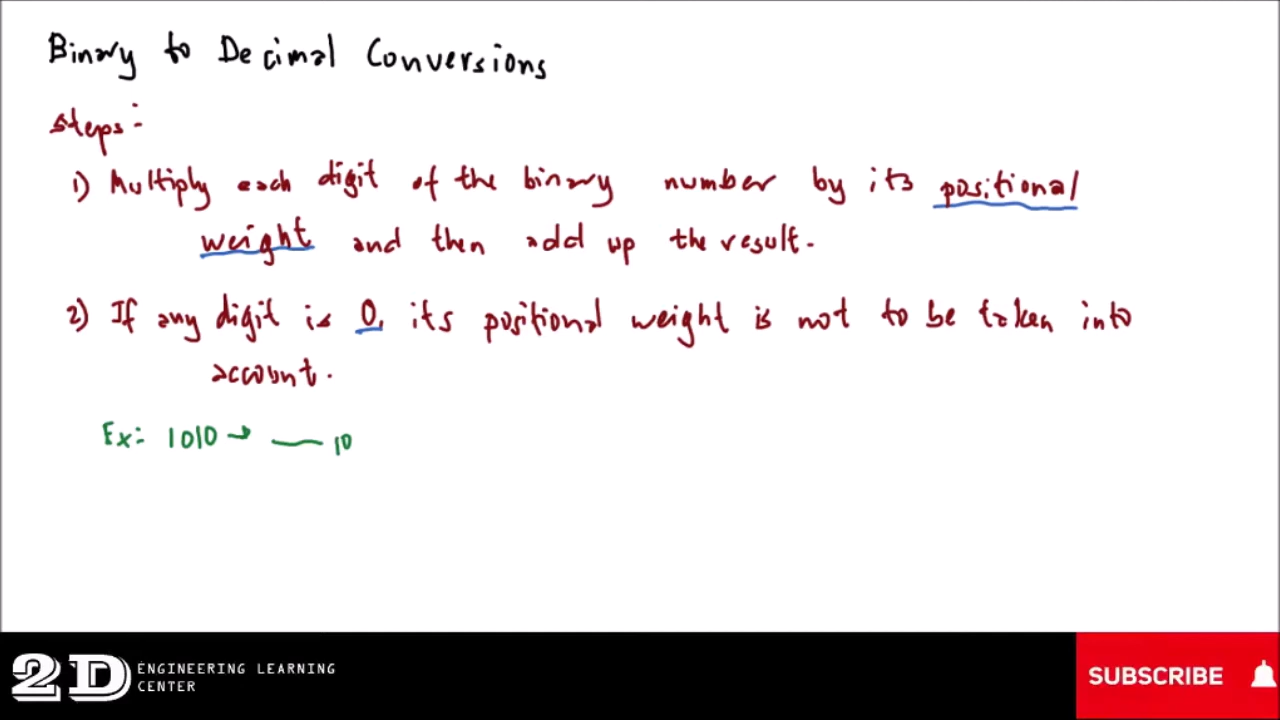 Binary to Decimal Conversions
steps:
1) Multiply each digit of the binary number by its positional
weight and then add up the result.
2) If any digit is 0, its positional weight is not to be taken into
account.
Ex: 1010 → __ 10
2D ENGINEERING LEARNING
CENTER
SUBSCRIBE